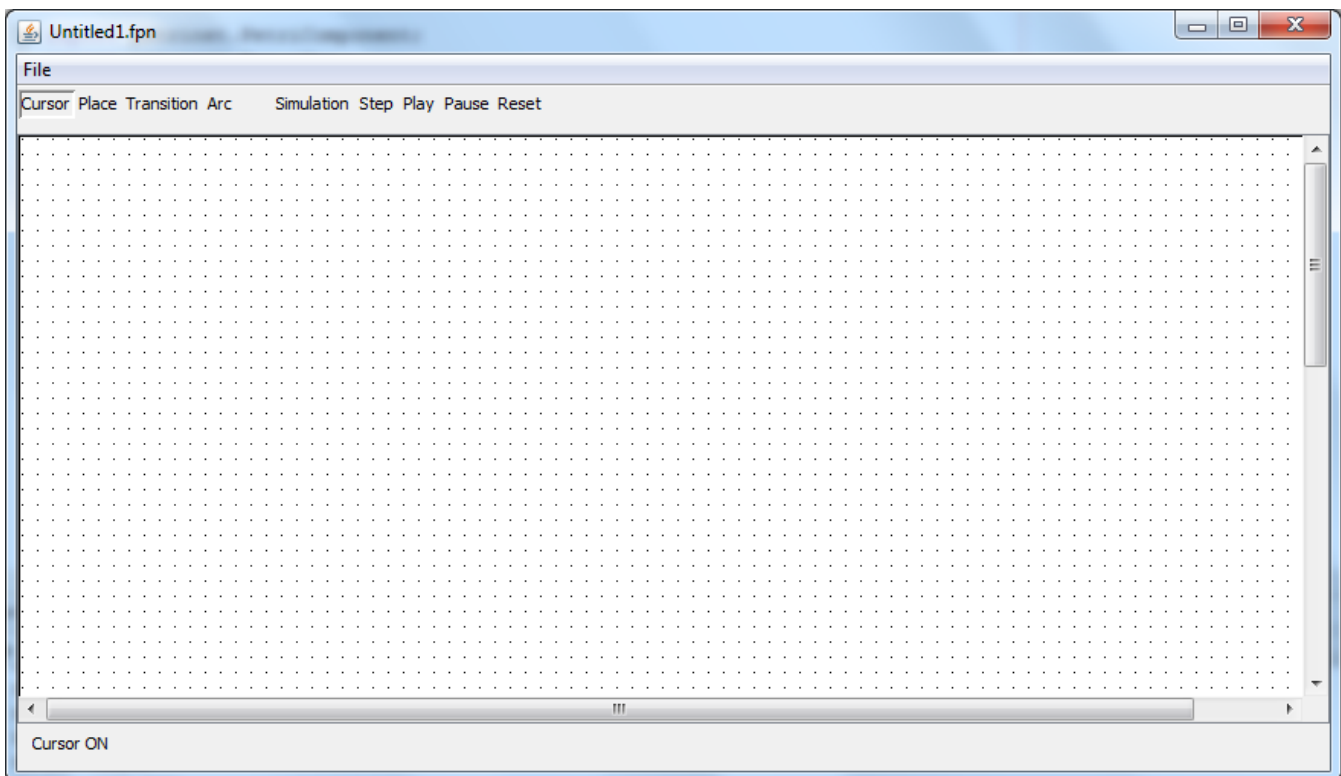 Untitled1.fpn
File
Cursor Place Transition Arc Simulation Step Play Pause Reset
Cursor ON